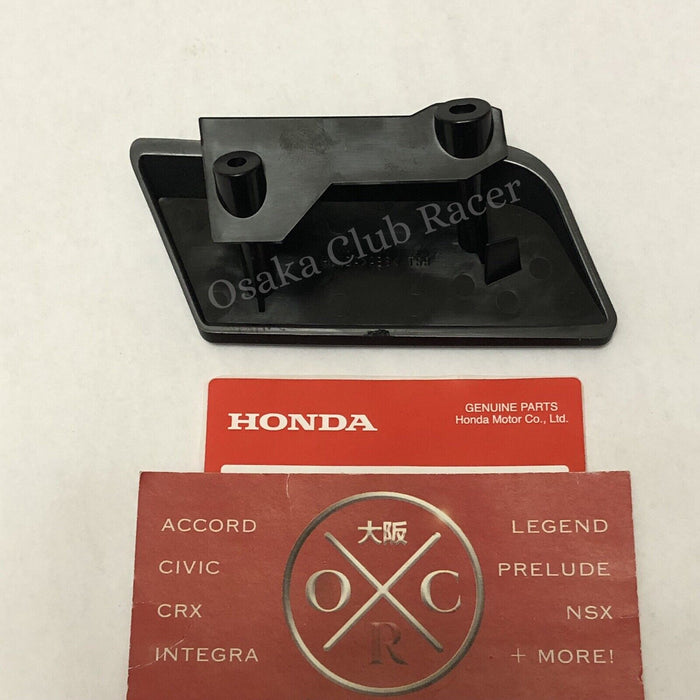 Osaka Club Racer
HONDA
GENUINE PARTS
Honda Motor Co., Ltd.
ACCORD
CIVIC
CRX
INTEGRA
大阪
O C
R
LEGEND
PRELUDE
NSX
+ MORE!